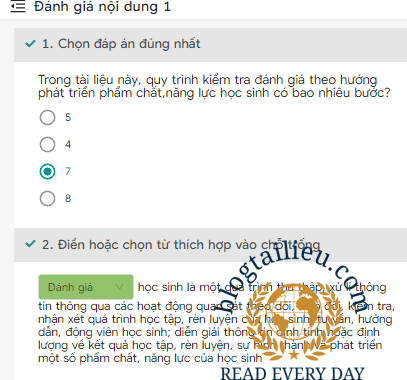 Đánh giá nội dung 1
1. Chọn đáp án đúng nhất
Trong tài liệu này, quy trình kiểm tra đánh giá theo hướng
phát triển phẩm chất,năng lực học sinh có bao nhiêu bước?
5
4
7
8
2. Điền hoặc chọn từ thích hợp vào chỗ trống
Đánh giá học sinh là một quá trình thu thập, xử lí thông
tin thông qua các hoạt động quan sát theo dõi, trao đổi, kiểm tra,
nhận xét quá trình học tập, rèn luyện của học sinh; tư vấn, hướng
dẫn, động viên học sinh; diễn giải thông tin định tính hoặc định
lượng về kết quả học tập, rèn luyện, sự hình thành và phát triển
một số phẩm chất, năng lực của học sinh
blogtailieu.com
READ EVERY DAY